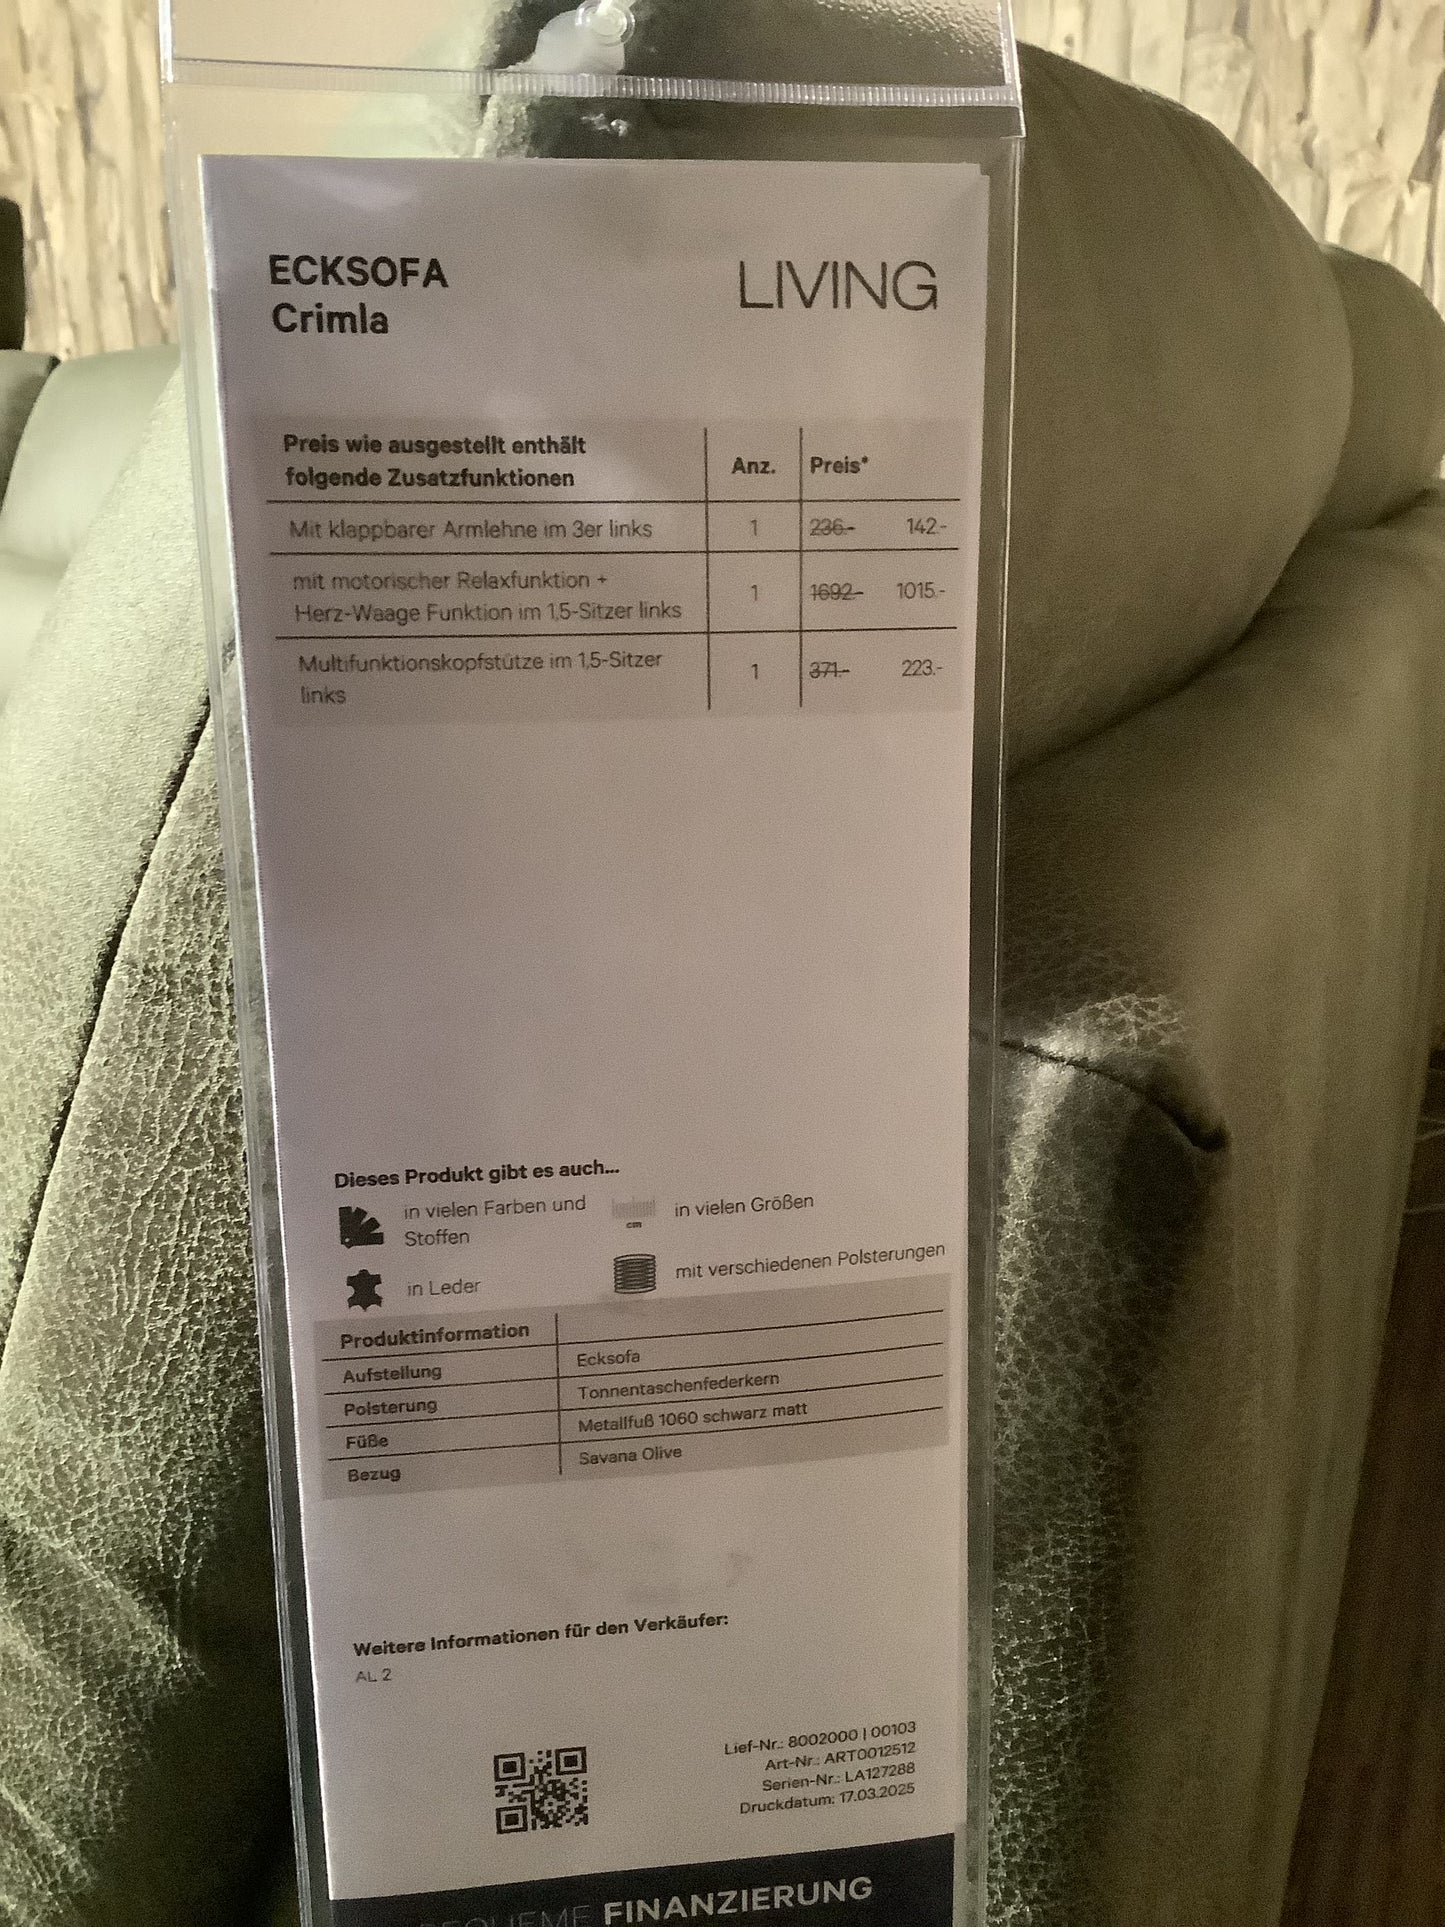 ECKSOFA
Crimla
LIVING
Preis wie ausgestellt enthält
folgende Zusatzfunktionen
Anz.
Preis*
Mit klappbarer Armlehne im 3er links 1 236.- 142.-
mit motorischer Relaxfunktion +
Herz-Waage Funktion im 1,5-Sitzer links 1 1692.- 1015.-
Multifunktionskopfstütze im 1,5-Sitzer
links 1 371.- 223.-
Dieses Produkt gibt es auch...
in vielen Farben und
Stoffen
cm
in vielen Größen
in Leder
mit verschiedenen Polsterungen
Produktinformation
Aufstellung Ecksofa
Polsterung Tonnentaschenfederkern
Füße Metallfuß 1060 schwarz matt
Bezug Savana Olive
Weitere Informationen für den Verkäufer:
AL 2
Lief-Nr.: 8002000 | 00103
Art-Nr.: ART0012512
Serien-Nr.: LA127288
Druckdatum: 17.03.2025
BEQUEME FINANZIERUNG